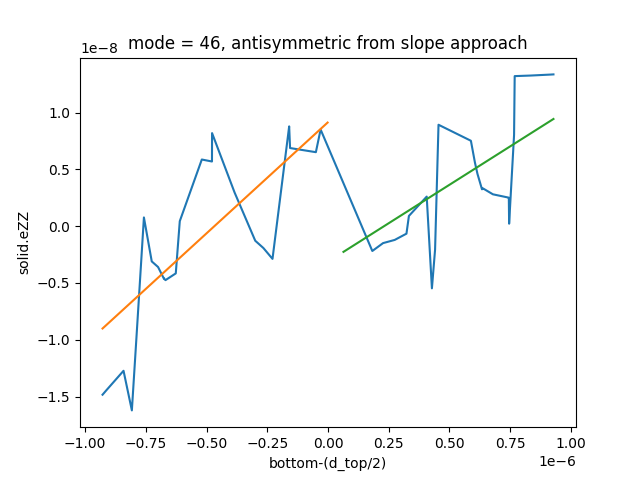 mode = 46, antisymmetric from slope approach
1e−8
1.0
0.5
0.0
−0.5
−1.0
−1.5
solid.eZZ
−1.00 −0.75 −0.50 −0.25 0.00 0.25 0.50 0.75 1.00
bottom-(d_top/2)
1e−6